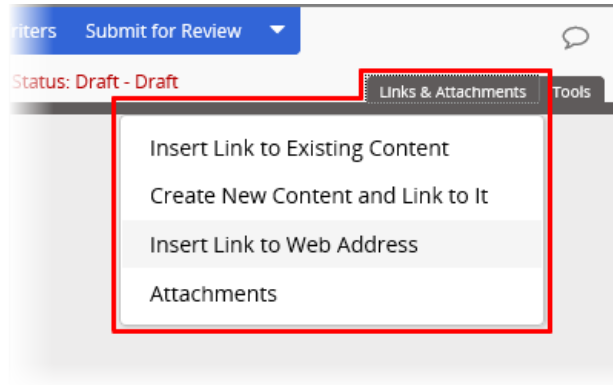 Submit for Review
Status: Draft - Draft
Links & Attachments
Tools
Insert Link to Existing Content
Create New Content and Link to It
Insert Link to Web Address
Attachments